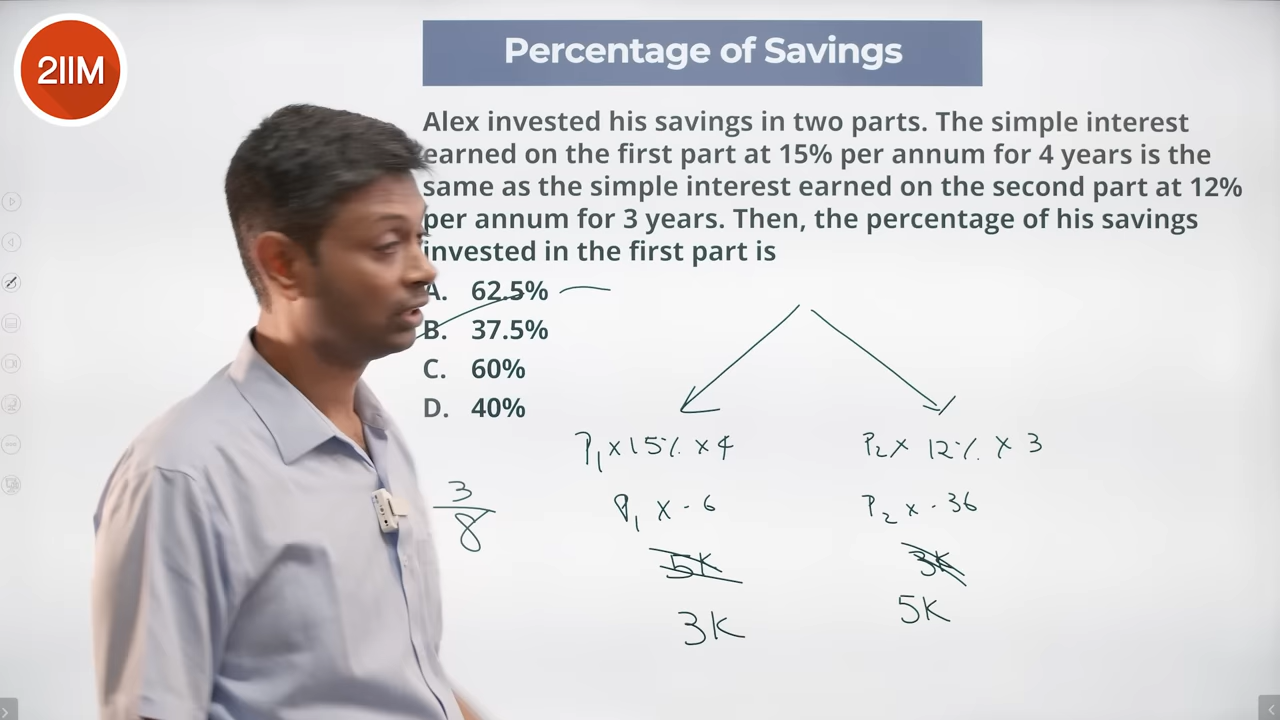 2IIM
Percentage of Savings
Alex invested his savings in two parts. The simple interest
earned on the first part at 15% per annum for 4 years is the
same as the simple interest earned on the second part at 12%
per annum for 3 years. Then, the percentage of his savings
invested in the first part is
A. 62.5%
B. 37.5%
C. 60%
D. 40%
P₁ x 15% x 4
P₂ x 12% x 3
3
8
P₁ x .6
P₂ x .36
5K
3K
3K
5K